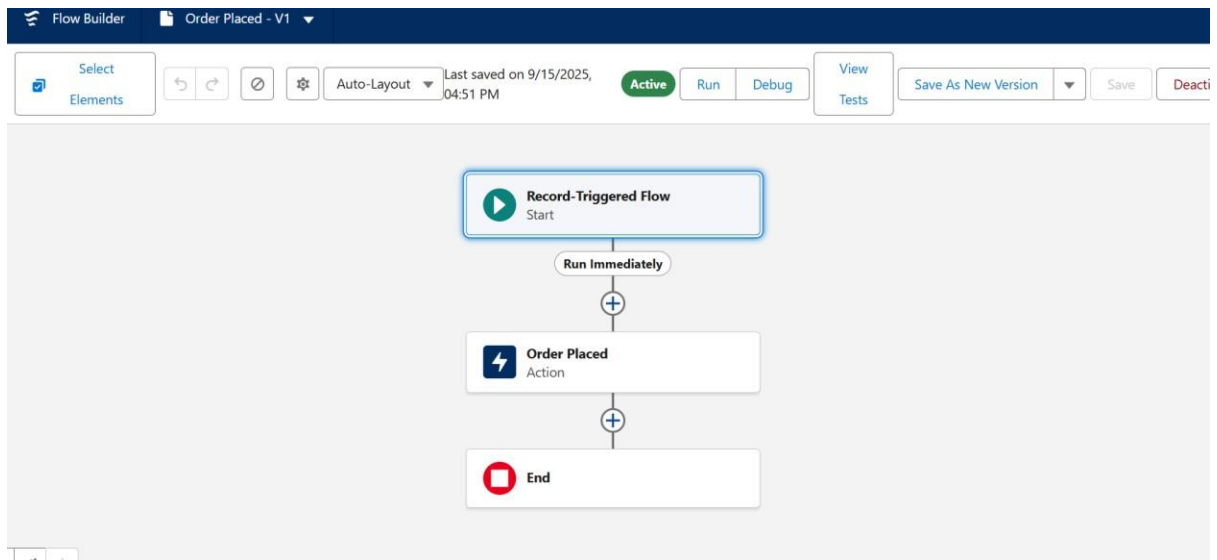 Flow Builder
Order Placed - V1
Select
Elements
Auto-Layout
Last saved on 9/15/2025,
04:51 PM
Active
Run
Debug
View
Tests
Save As New Version
Save
Deacti
Record-Triggered Flow
Start
Run Immediately
Order Placed
Action
End